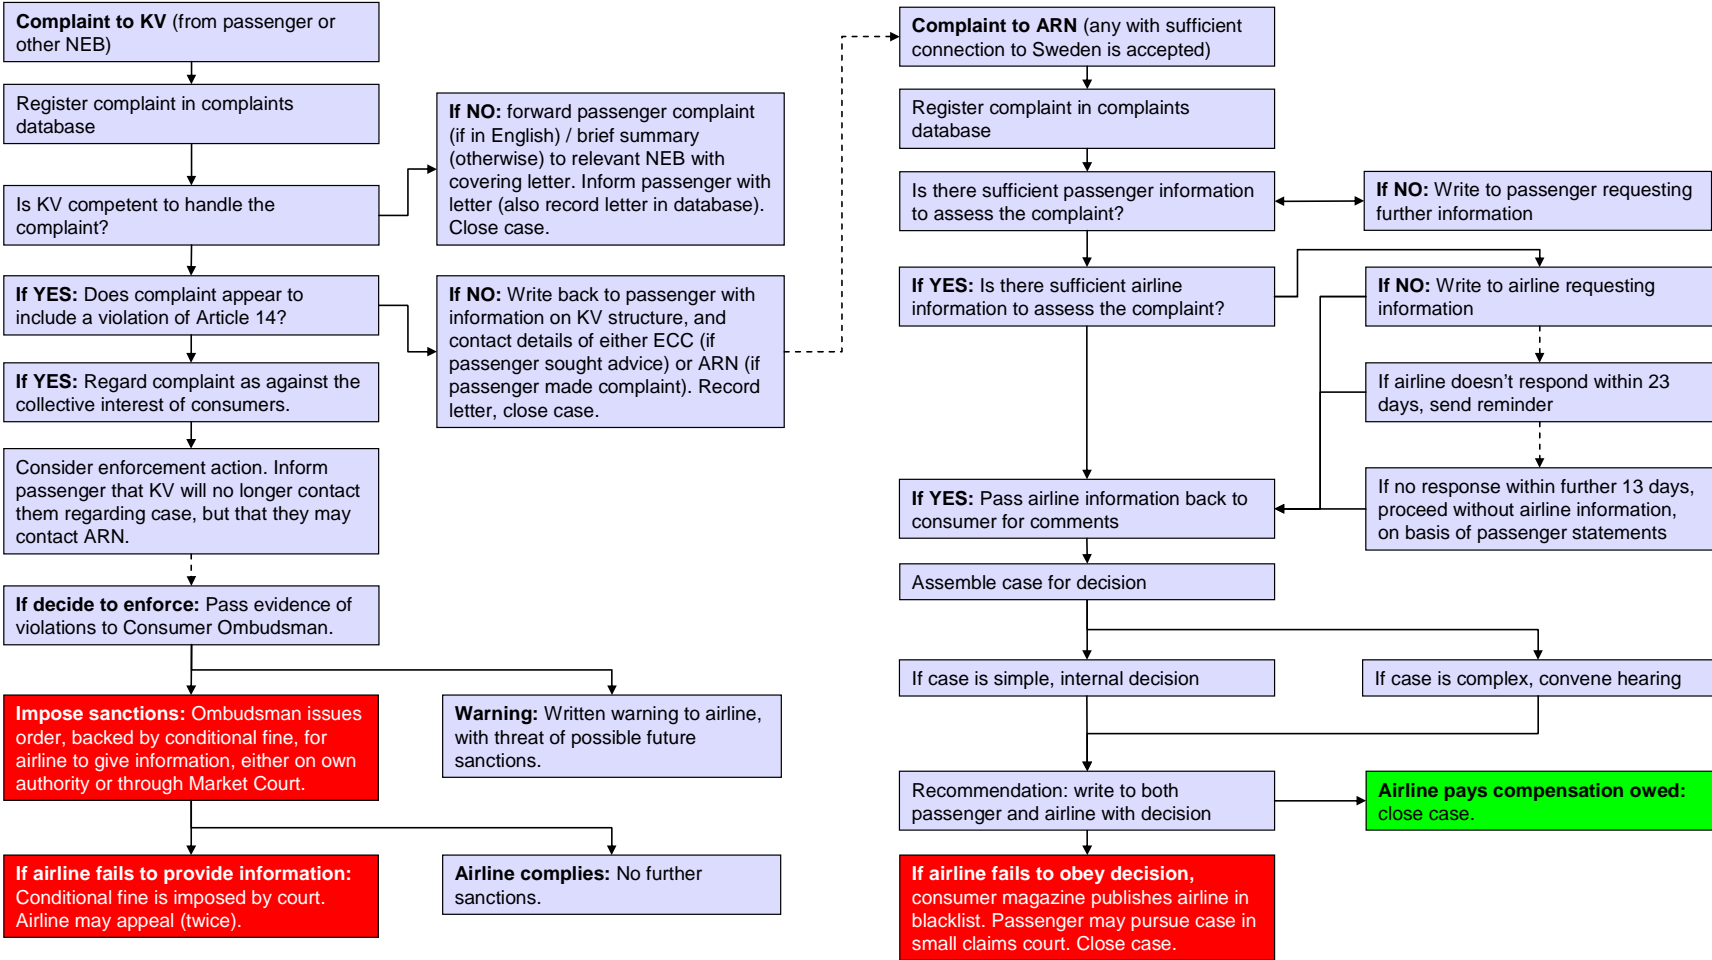 Complaint to KV (from passenger or
other NEB)
Register complaint in complaints
database
Is KV competent to handle the
complaint?
If NO: forward passenger complaint
(if in English) / brief summary
(otherwise) to relevant NEB with
covering letter. Inform passenger with
letter (also record letter in database).
Close case.
If YES: Does complaint appear to
include a violation of Article 14?
If NO: Write back to passenger with
information on KV structure, and
contact details of either ECC (if
passenger sought advice) or ARN (if
passenger made complaint). Record
letter, close case.
If YES: Regard complaint as against the
collective interest of consumers.
Consider enforcement action. Inform
passenger that KV will no longer contact
them regarding case, but that they may
contact ARN.
If decide to enforce: Pass evidence of
violations to Consumer Ombudsman.
Impose sanctions: Ombudsman issues
order, backed by conditional fine, for
airline to give information, either on own
authority or through Market Court.
Warning: Written warning to airline,
with threat of possible future
sanctions.
If airline fails to provide information:
Conditional fine is imposed by court.
Airline may appeal (twice).
Airline complies: No further
sanctions.
Complaint to ARN (any with sufficient
connection to Sweden is accepted)
Register complaint in complaints
database
Is there sufficient passenger information
to assess the complaint?
If NO: Write to passenger requesting
further information
If YES: Is there sufficient airline
information to assess the complaint?
If NO: Write to airline requesting
information
If airline doesn't respond within 23
days, send reminder
If no response within further 13 days,
proceed without airline information,
on basis of passenger statements
If YES: Pass airline information back to
consumer for comments
Assemble case for decision
If case is simple, internal decision
If case is complex, convene hearing
Recommendation: write to both
passenger and airline with decision
Airline pays compensation owed:
close case.
If airline fails to obey decision,
consumer magazine publishes airline in
blacklist. Passenger may pursue case in
small claims court. Close case.